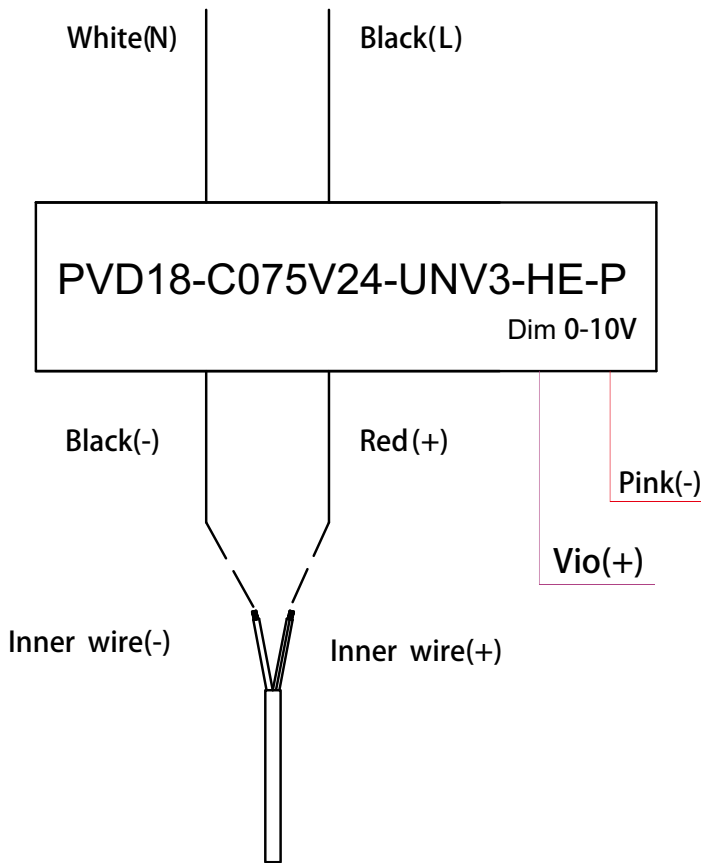 White(N)
Black(L)
PVD18-C075V24-UNV3-HE-P
Dim 0-10V
Black(-)
Red (+)
Pink(-)
Vio(+)
Inner wire(-)
Inner wire(+)